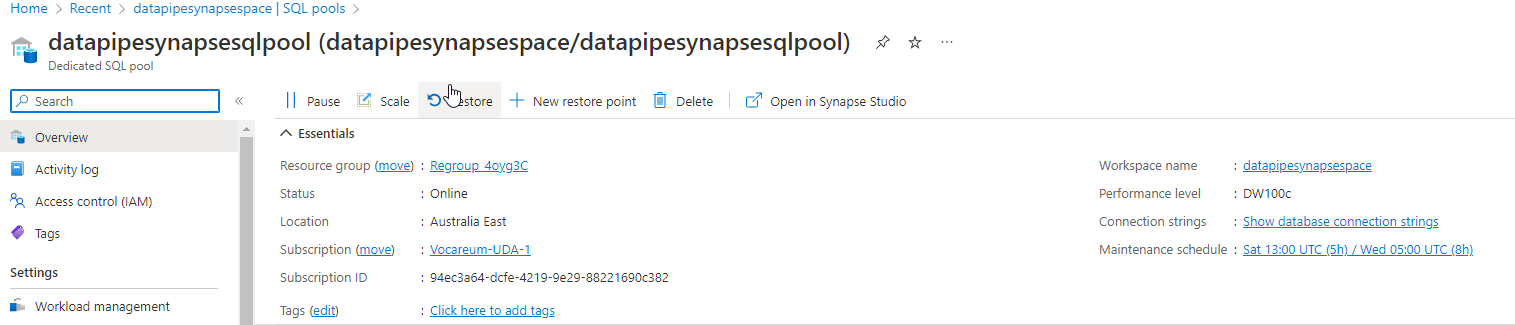 Home > Recent > datapipesynapsespace | SQL pools >
datapipesynapsesqlpool (datapipesynapsespace/datapipesynapsesqlpool) ...
Dedicated SQL pool
Search «
Pause Scale estore New restore point Delete Open in Synapse Studio
Overview
Activity log
Access control (IAM)
Tags
Settings
Workload management
Essentials
Resource group (move) : Regroup_4oyg3C
Status : Online
Location : Australia East
Subscription (move) : Vocareum-UDA-1
Subscription ID : 94ec3a64-dcfe-4219-9e29-88221690c382
Tags (edit) : Click here to add tags
Workspace name : datapipesynapsespace
Performance level : DW100c
Connection strings : Show database connection strings
Maintenance schedule : Sat 13:00 UTC (5h) / Wed 05:00 UTC (8h)